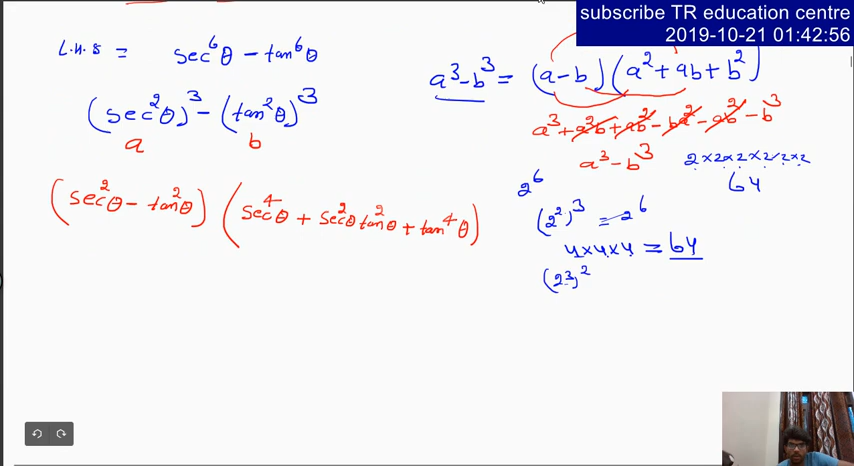 subscribe TR education centre
2019-10-21 01:42:56
L.H.S = sec⁶θ − tan⁶θ
(sec²θ)³ − (tan²θ)³
a b
(sec²θ − tan²θ) (sec⁴θ + sec²θ tan²θ + tan⁴θ)
a³ − b³ = (a − b) (a² + ab + b²)
a³ + a²b + ab² − ba² − ab² − b³
a³ − b³
2×2×2×2×2×2
64
2⁶
(2²)³ = 2⁶
4×4×4 = 64
(2³)²